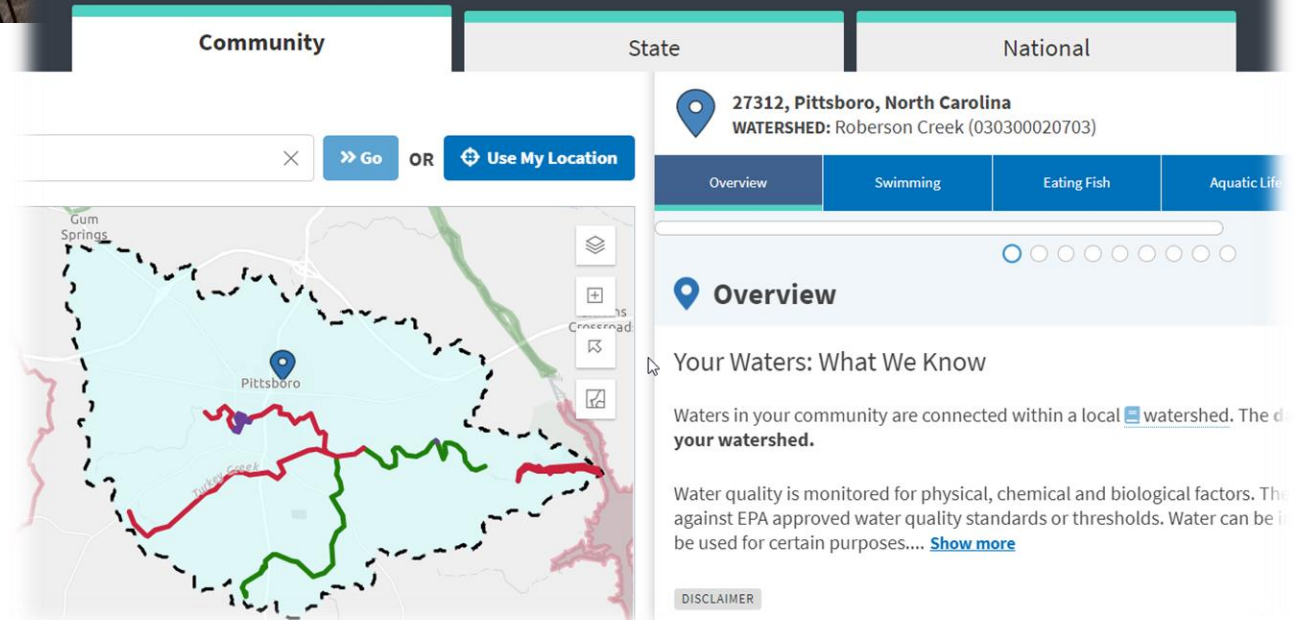 Community
State
National
Go OR Use My Location
27312, Pittsboro, North Carolina
WATERSHED: Roberson Creek (030300020703)
Overview
Swimming
Eating Fish
Aquatic Life
Gum
Springs
Pittsboro
Turkey Creek
Overview
Your Waters: What We Know
Waters in your community are connected within a local watershed. The
your watershed.
Water quality is monitored for physical, chemical and biological factors. The
against EPA approved water quality standards or thresholds. Water can be
be used for certain purposes.... Show more
DISCLAIMER